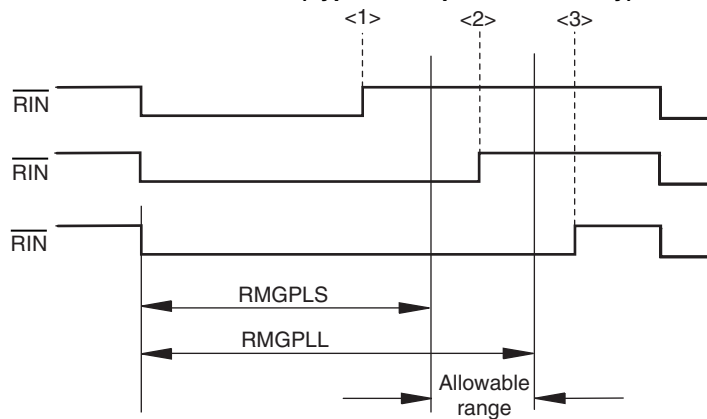 <1>
<2>
<3>
RIN
RIN
RIN
RMGPLS
RMGPLL
Allowable
range